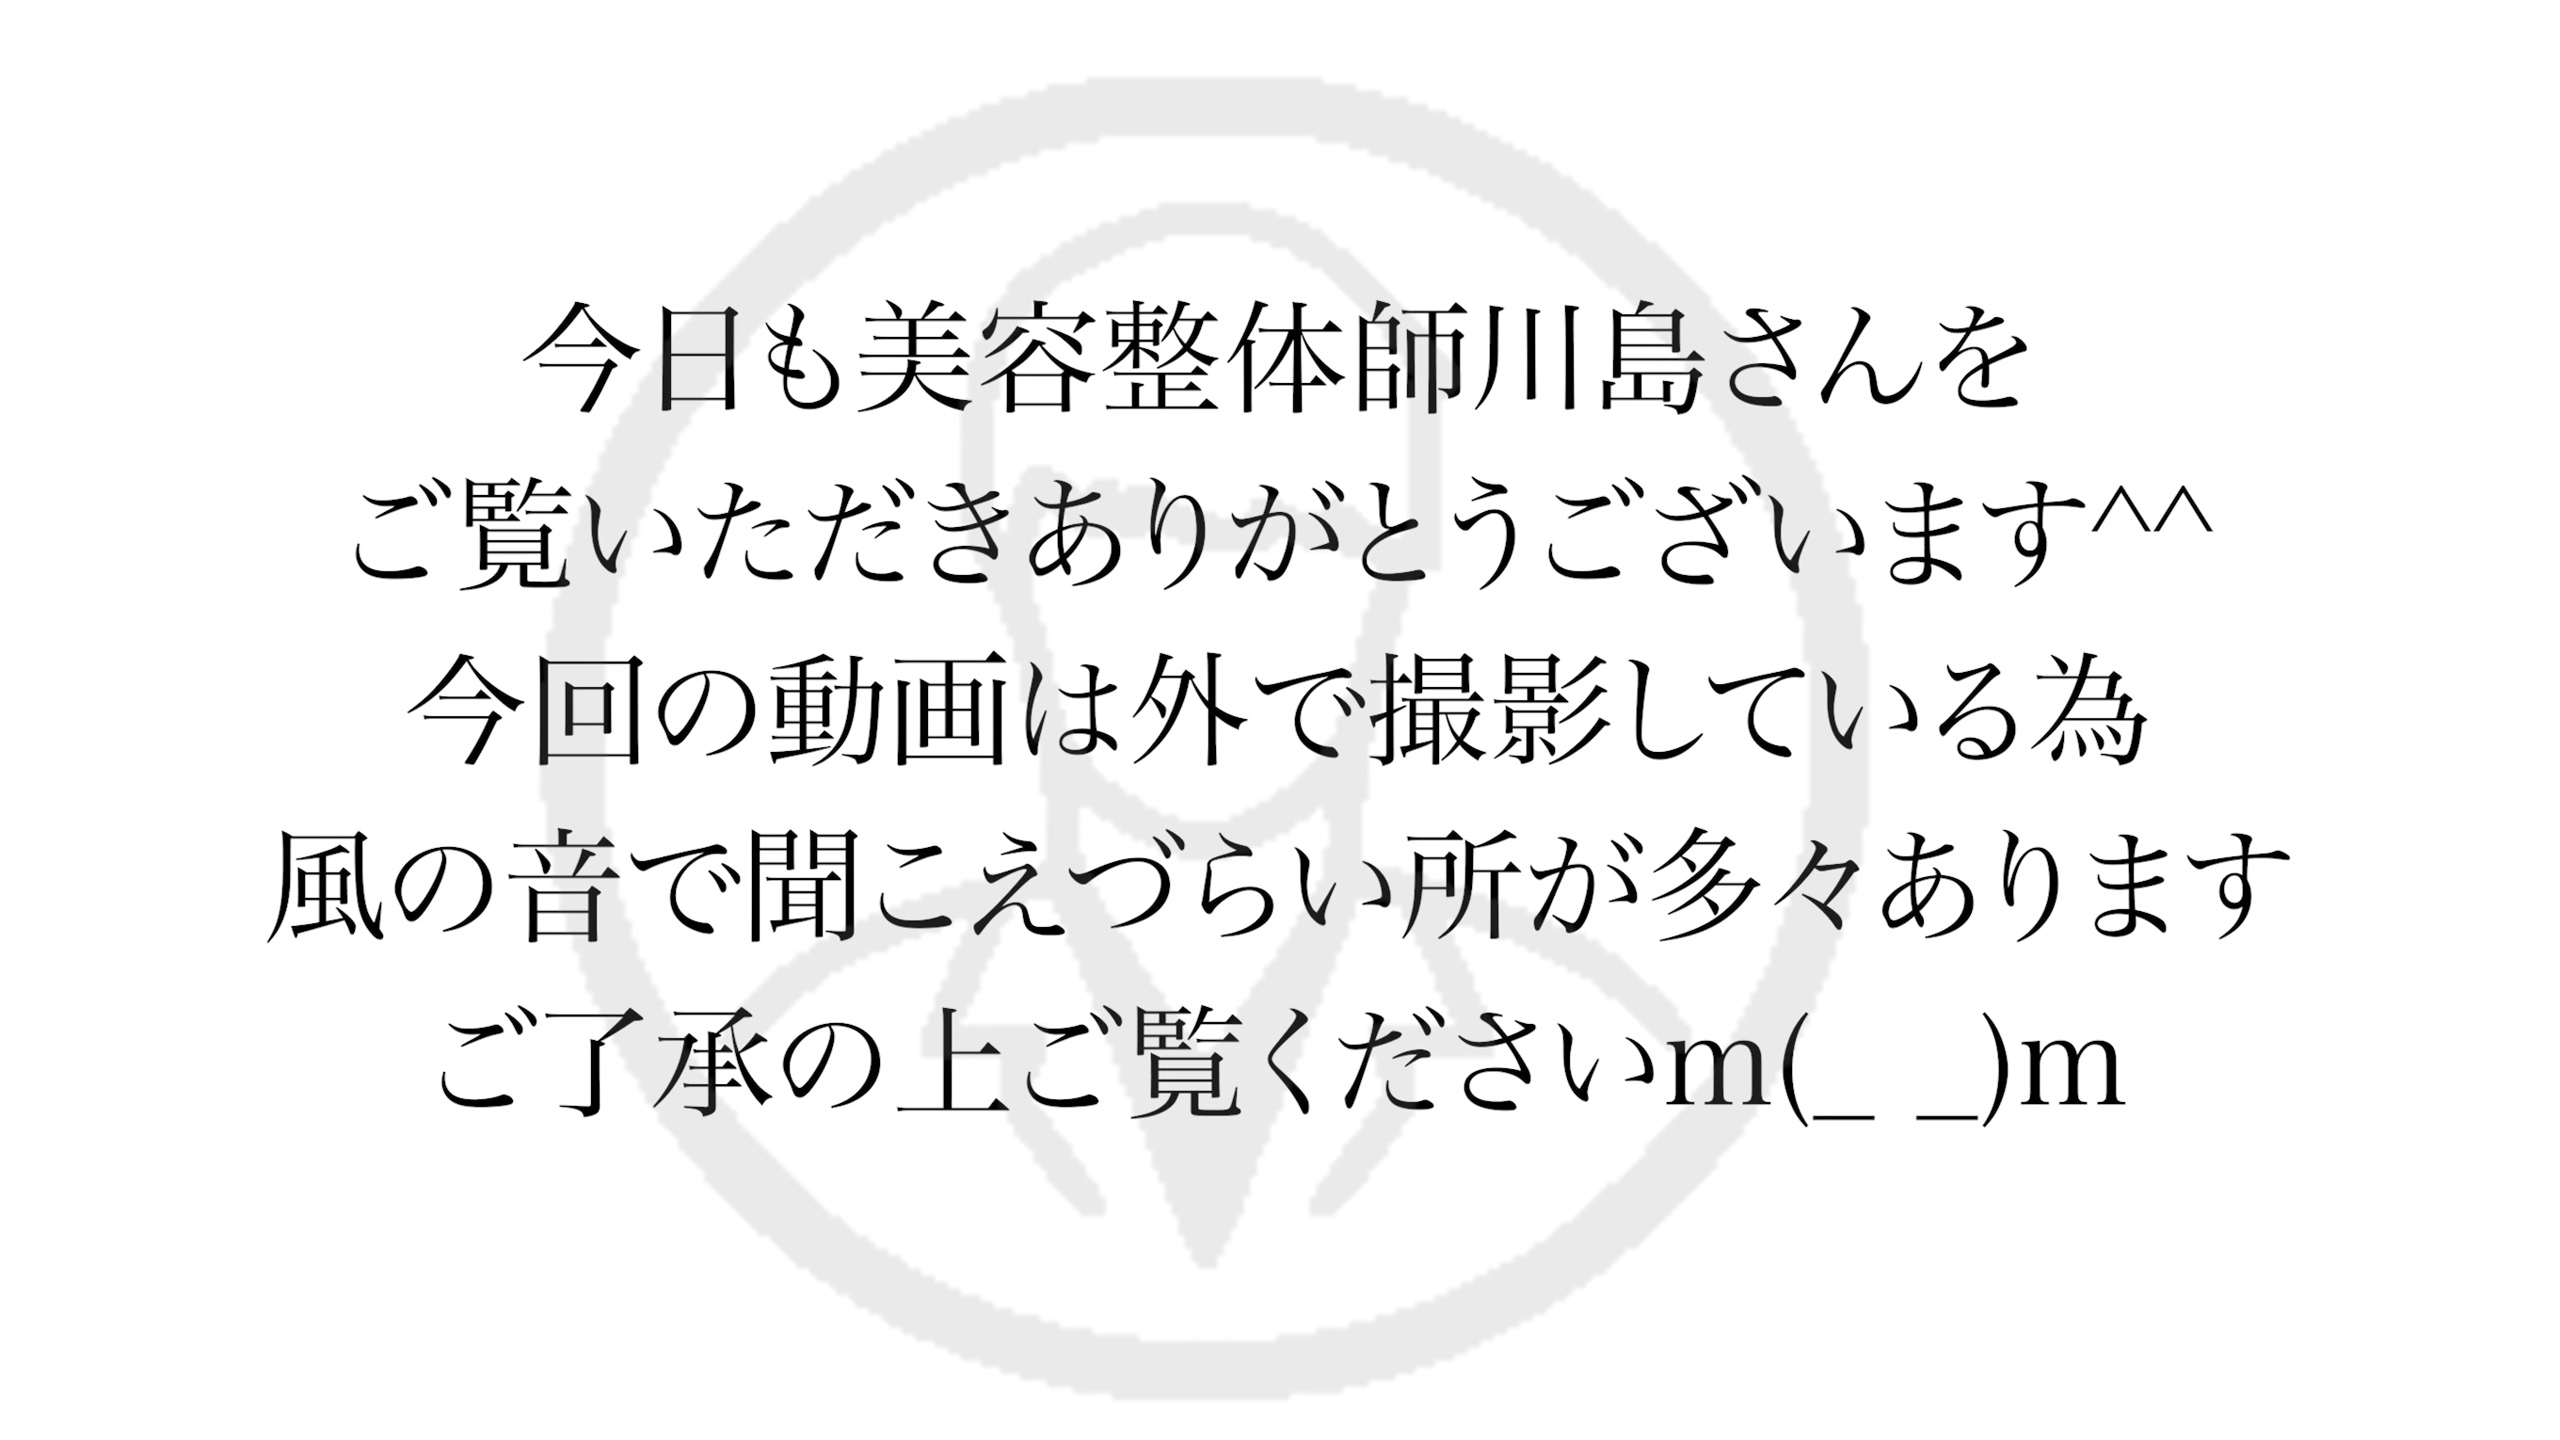 今日も美容整体師川島さんを
ご覧いただきありがとうございます^^
今回の動画は外で撮影している為
風の音で聞こえづらい所が多々あります
ご了承の上ご覧くださいm(_ _)m